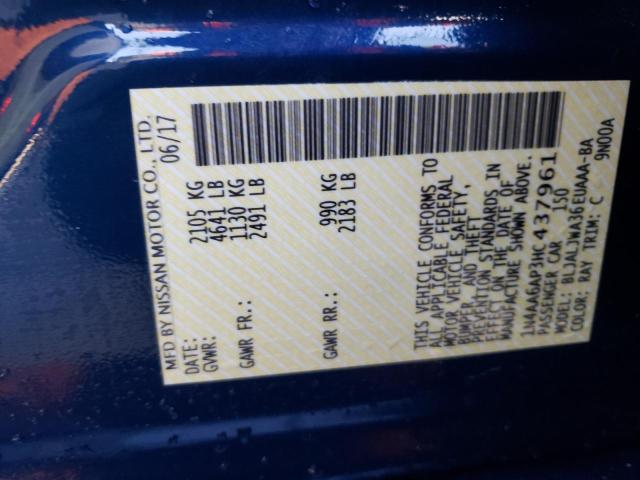 MFD BY NISSAN MOTOR CO., LTD.
DATE: 06/17
GVWR: 2105 KG
4641 LB
GAWR FR.: 1130 KG
2491 LB
GAWR RR.: 990 KG
2183 LB
THIS VEHICLE CONFORMS TO
ALL APPLICABLE FEDERAL
MOTOR VEHICLE SAFETY,
BUMPER, AND THEFT
PREVENTION STANDARDS IN
EFFECT ON THE DATE OF
MANUFACTURE SHOWN ABOVE.
1N4AA6AP3HC437961
PASSENGER CAR 150
MODEL: BLJALJWA36EUAAA-BA
COLOR: RAY TRIM: C 9N00A